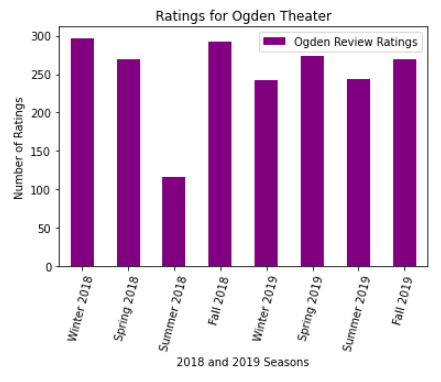 Ratings for Ogden Theater
Ogden Review Ratings
Number of Ratings
300
250
200
150
100
50
0
Winter 2018
Spring 2018
Summer 2018
Fall 2018
Winter 2019
Spring 2019
Summer 2019
Fall 2019
2018 and 2019 Seasons